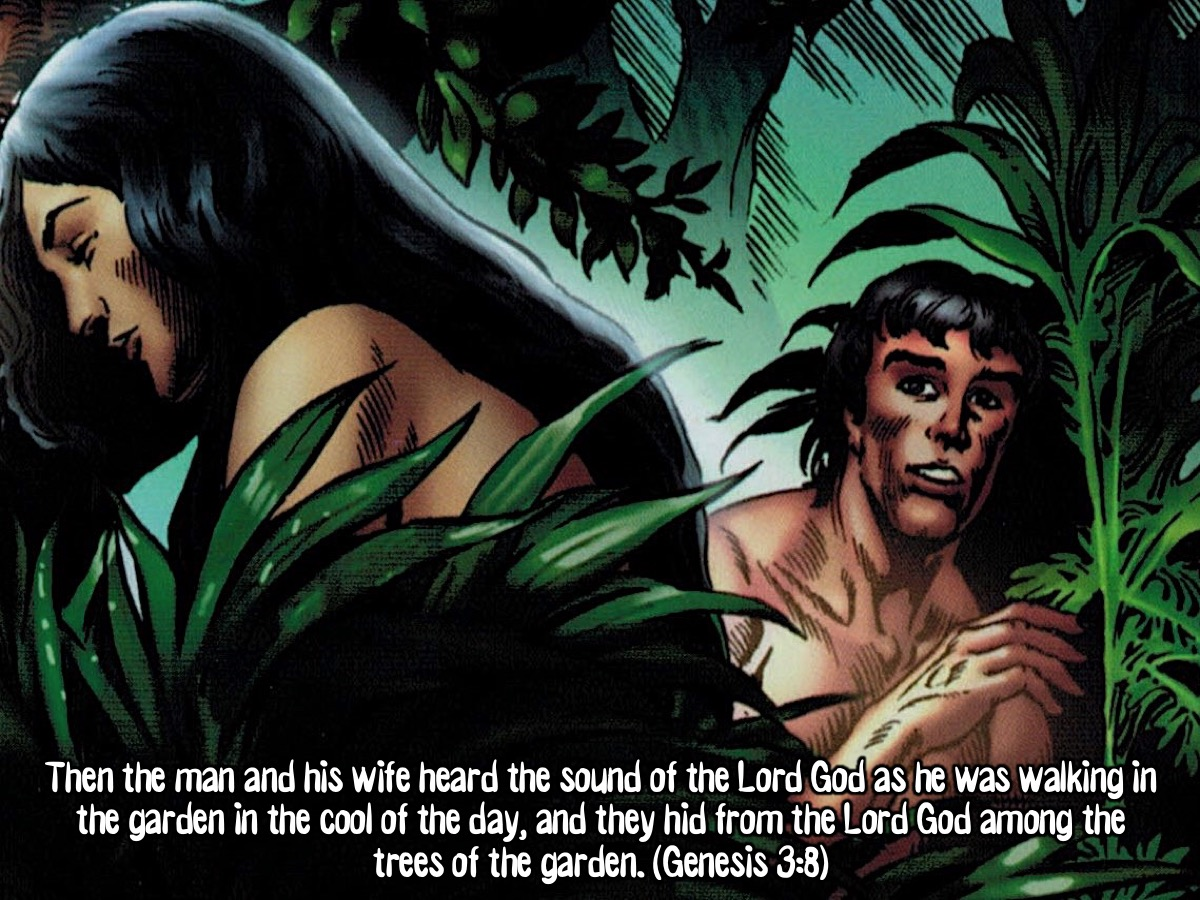 Then the man and his wife heard the sound of the Lord God as he was walking in
the garden in the cool of the day, and they hid from the Lord God among the
trees of the garden. (Genesis 3:8)